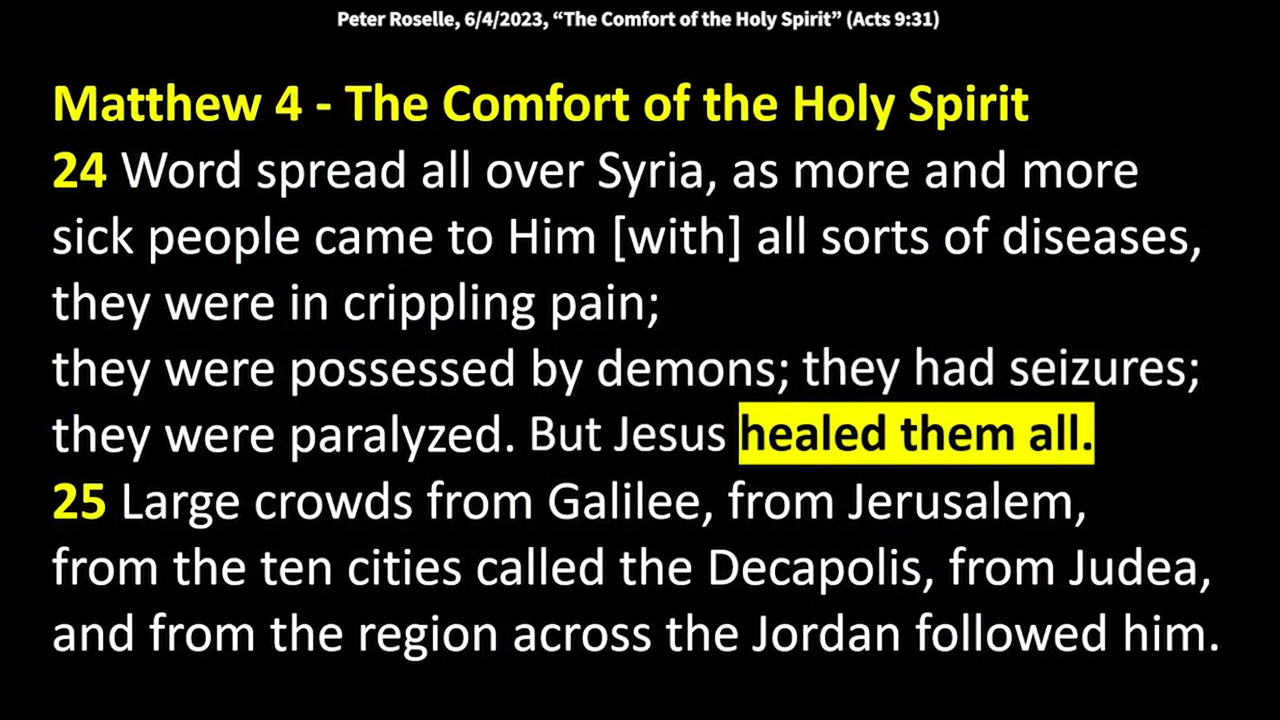 Peter Roselle, 6/4/2023, “The Comfort of the Holy Spirit” (Acts 9:31)
Matthew 4 - The Comfort of the Holy Spirit
24 Word spread all over Syria, as more and more
sick people came to Him [with] all sorts of diseases,
they were in crippling pain;
they were possessed by demons; they had seizures;
they were paralyzed. But Jesus healed them all.
25 Large crowds from Galilee, from Jerusalem,
from the ten cities called the Decapolis, from Judea,
and from the region across the Jordan followed him.